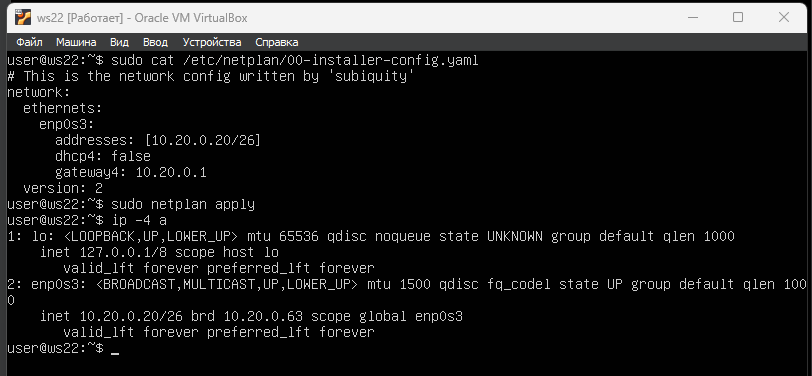 ws22 [Работает] - Oracle VM VirtualBox
Файл Машина Вид Ввод Устройства Справка
user@ws22:~$ sudo cat /etc/netplan/00-installer-config.yaml
# This is the network config written by 'subiquity'
network:
  ethernets:
    enp0s3:
      addresses: [10.20.0.20/26]
      dhcp4: false
      gateway4: 10.20.0.1
  version: 2
user@ws22:~$ sudo netplan apply
user@ws22:~$ ip -4 a
1: lo: <LOOPBACK,UP,LOWER_UP> mtu 65536 qdisc noqueue state UNKNOWN group default qlen 1000
    inet 127.0.0.1/8 scope host lo
       valid_lft forever preferred_lft forever
2: enp0s3: <BROADCAST,MULTICAST,UP,LOWER_UP> mtu 1500 qdisc fq_codel state UP group default qlen 100
0
    inet 10.20.0.20/26 brd 10.20.0.63 scope global enp0s3
       valid_lft forever preferred_lft forever
user@ws22:~$ _